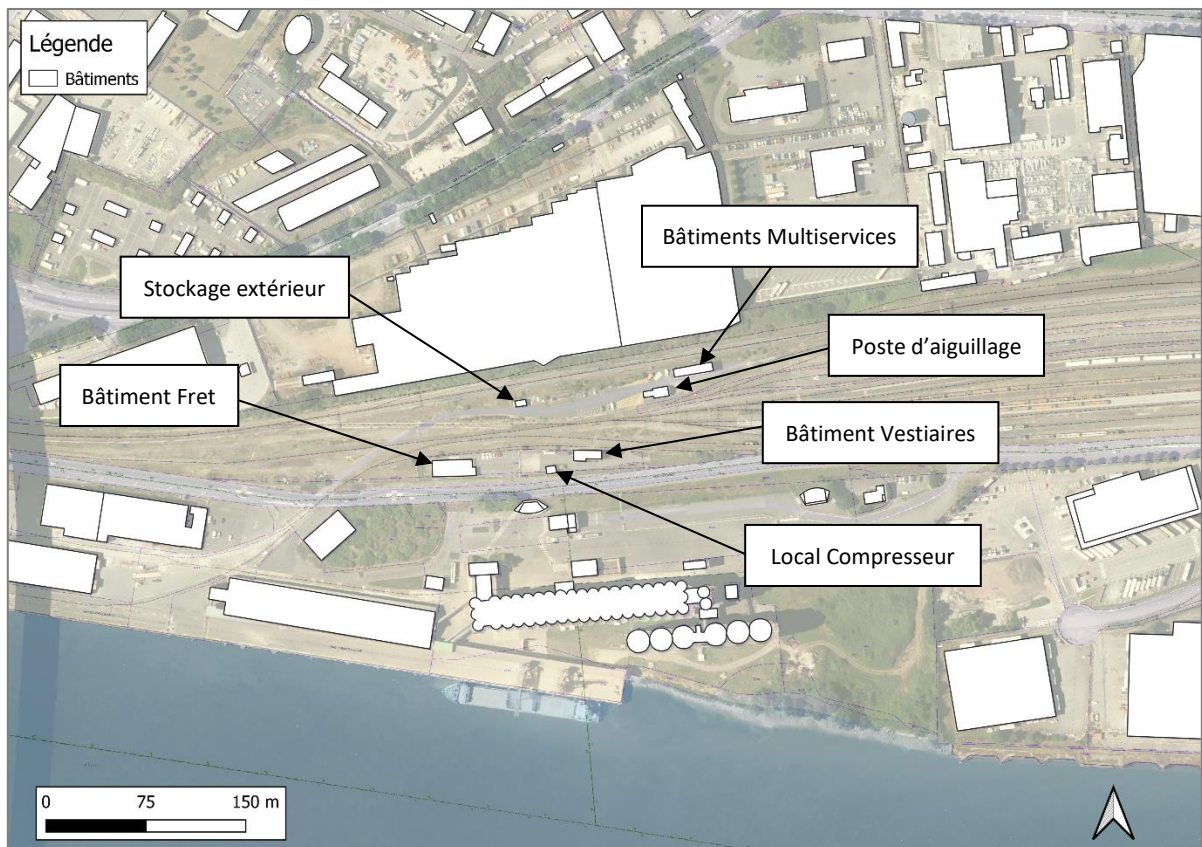 Légende
Bâtiments
Bâtiments Multiservices
Stockage extérieur
Poste d’aiguillage
Bâtiment Fret
Bâtiment Vestiaires
Local Compresseur
0 75 150 m